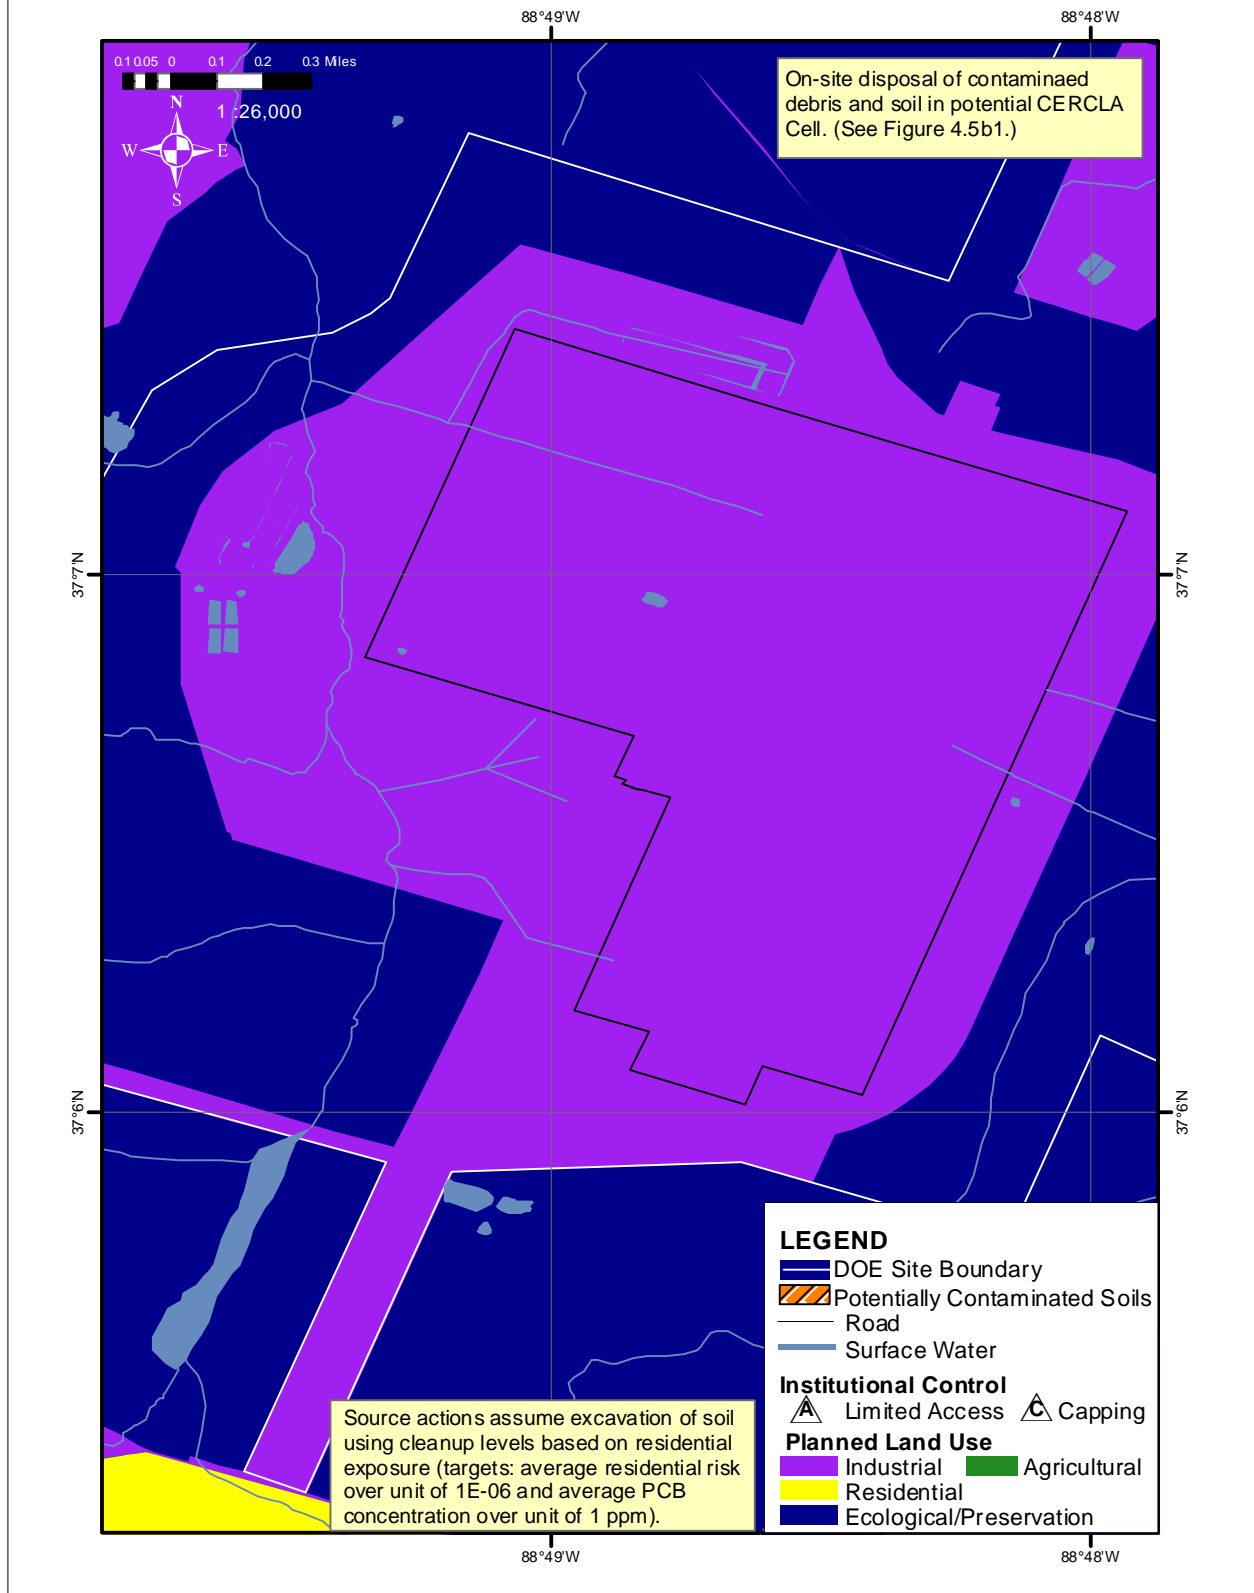 88°49'W 88°48'W
0.1 0.05 0 0.1 0.2 0.3 Miles
1 :26,000
N
W E
S
On-site disposal of contaminaed
debris and soil in potential CERCLA
Cell. (See Figure 4.5b1.)
37°7'N 37°7'N
37°6'N 37°6'N
LEGEND
DOE Site Boundary
Potentially Contaminated Soils
Road
Surface Water
Institutional Control
A Limited Access C Capping
Planned Land Use
Industrial Agricultural
Residential
Ecological/Preservation
Source actions assume excavation of soil
using cleanup levels based on residential
exposure (targets: average residential risk
over unit of 1E-06 and average PCB
concentration over unit of 1 ppm).
88°49'W 88°48'W